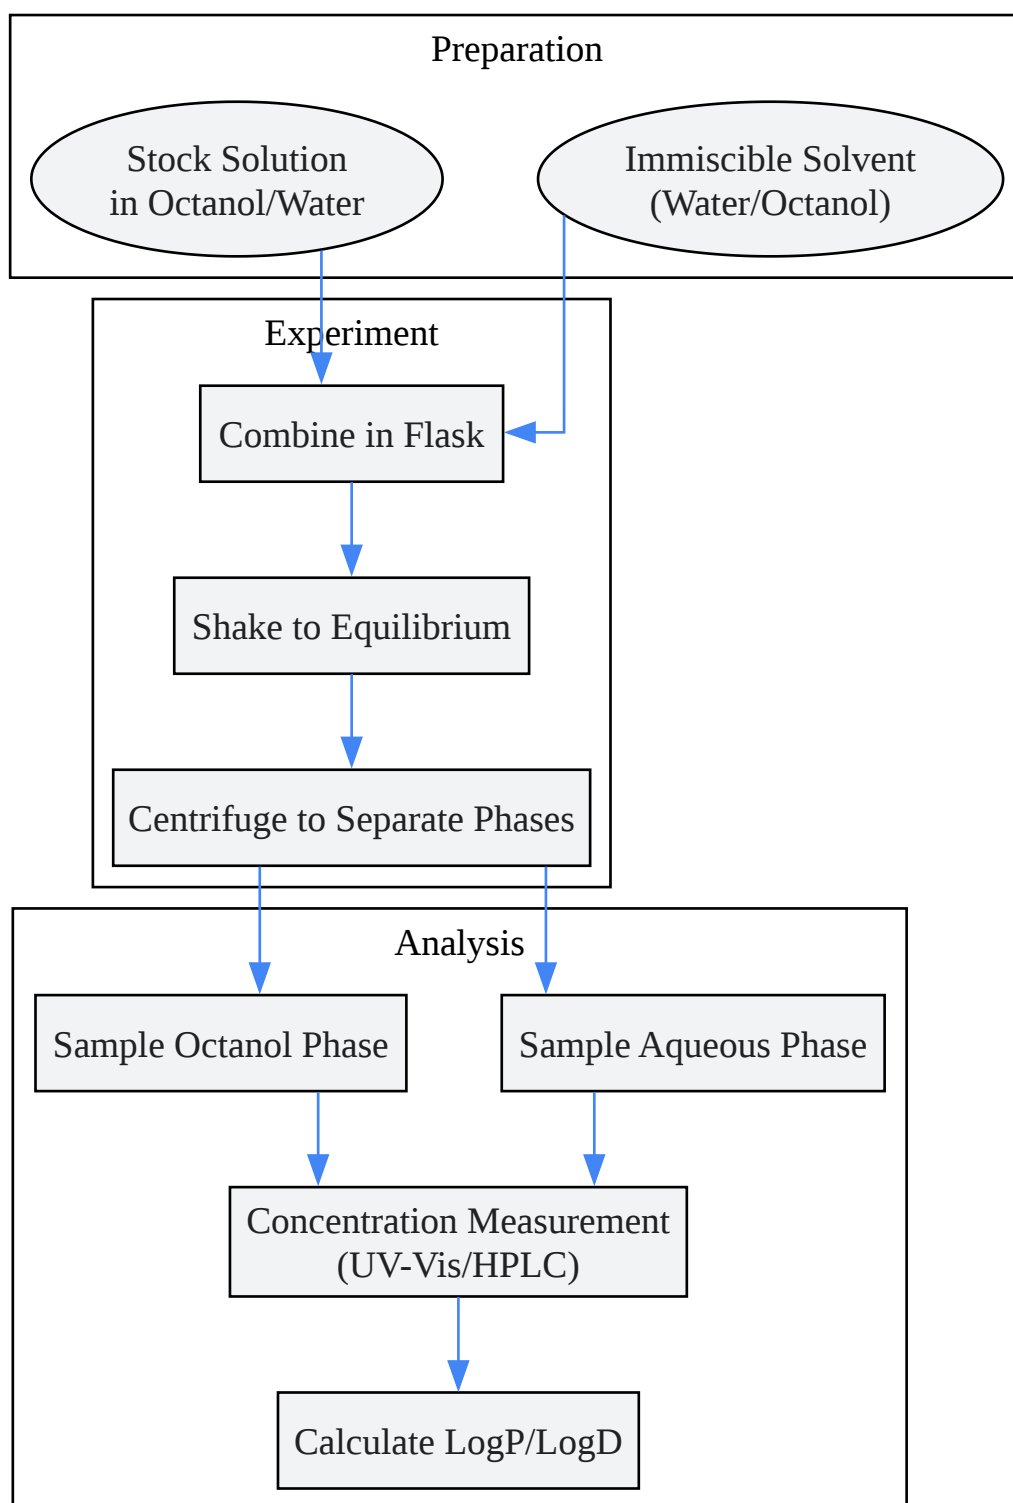 Preparation
Stock Solution
in Octanol/Water
Immiscible Solvent
(Water/Octanol)
Experiment
Combine in Flask
Shake to Equilibrium
Centrifuge to Separate Phases
Analysis
Sample Octanol Phase
Sample Aqueous Phase
Concentration Measurement
(UV-Vis/HPLC)
Calculate LogP/LogD